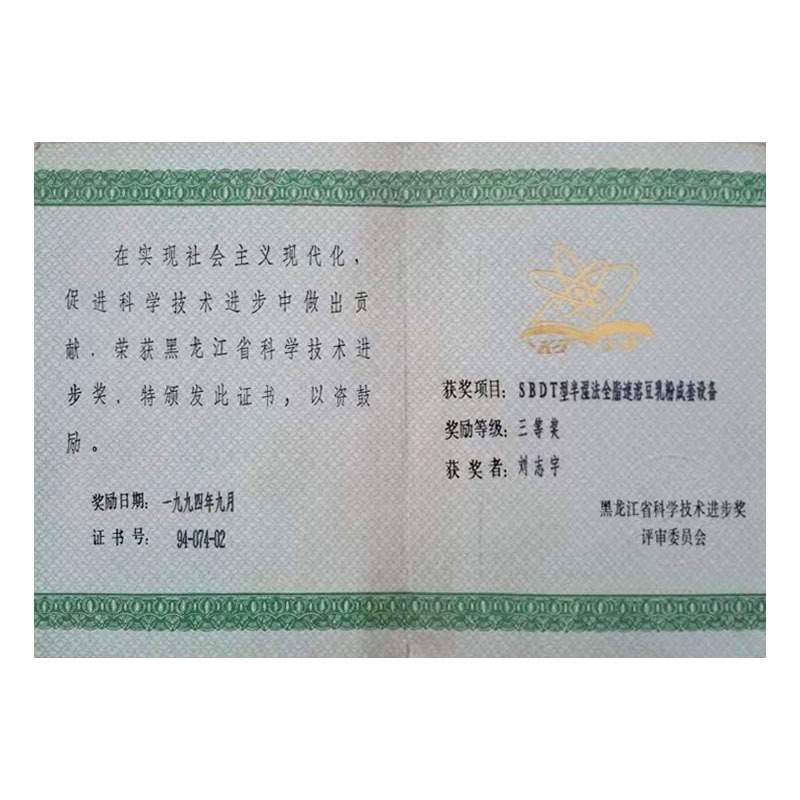 在实现社会主义现代化，
促进科学技术进步中做出贡
献．荣获黑龙江省科学技术进
步奖，特颁发此证书，以资鼓
励。
奖励日期：一九九四年九月
证书号：94-074-02
获奖项目：SBDT型半湿法全脂速溶豆乳粉成套设备
奖励等级：三等奖
获奖者：刘志宇
黑龙江省科学技术进步奖
评审委员会